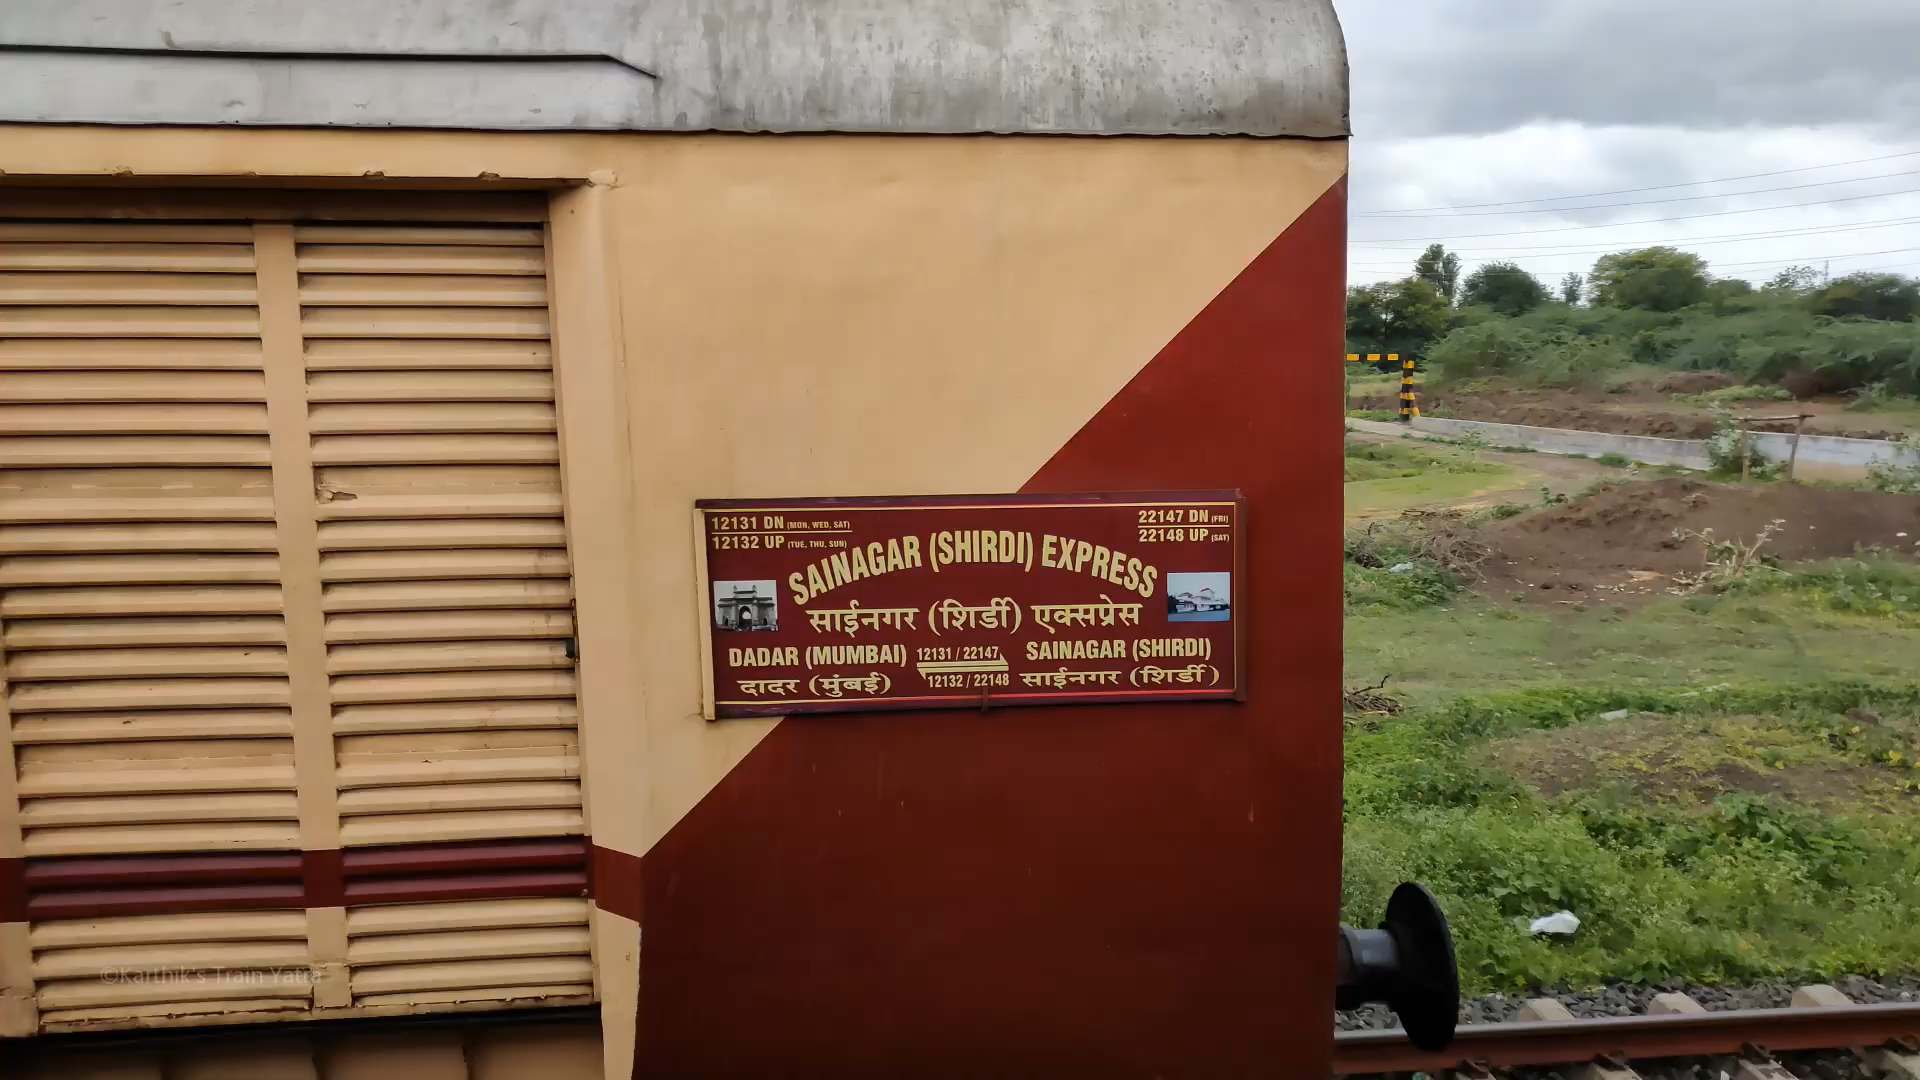 12131 DN (MON, WED, SAT)
12132 UP (TUE, THU, SUN)
22147 DN (FRI)
22148 UP (SAT)
SAINAGAR (SHIRDI) EXPRESS
साईनगर (शिर्डी) एक्सप्रेस
DADAR (MUMBAI) 12131 / 22147 SAINAGAR (SHIRDI)
दादर (मुंबई) 12132 / 22148 साईनगर (शिर्डी)
©Karthik's Train Yatra